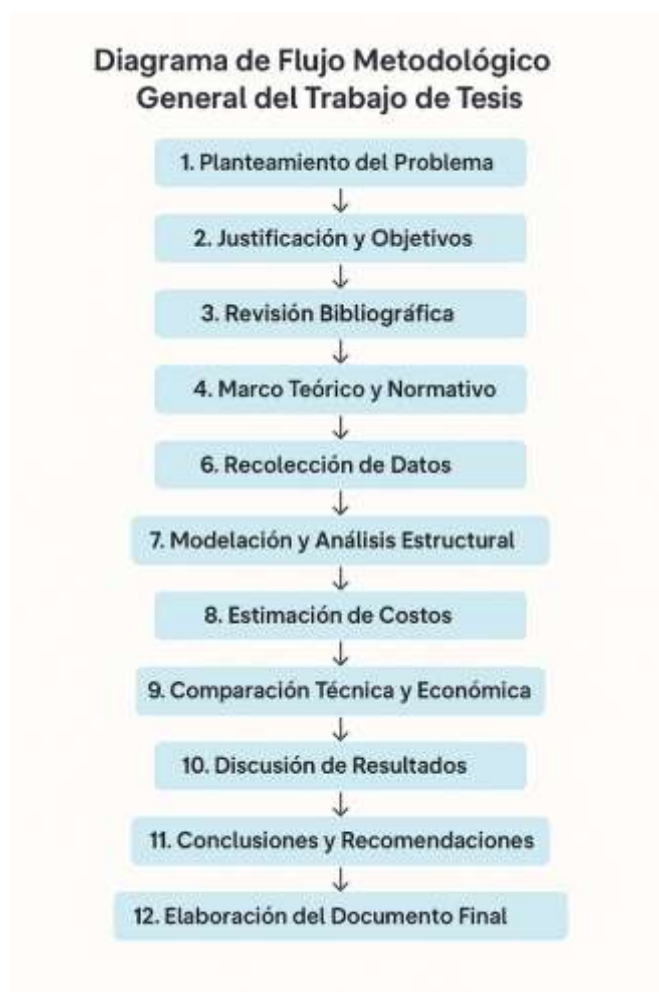 Diagrama de Flujo Metodológico
General del Trabajo de Tesis
1. Planteamiento del Problema
2. Justificación y Objetivos
3. Revisión Bibliográfica
4. Marco Teórico y Normativo
6. Recolección de Datos
7. Modelación y Análisis Estructural
8. Estimación de Costos
9. Comparación Técnica y Económica
10. Discusión de Resultados
11. Conclusiones y Recomendaciones
12. Elaboración del Documento Final